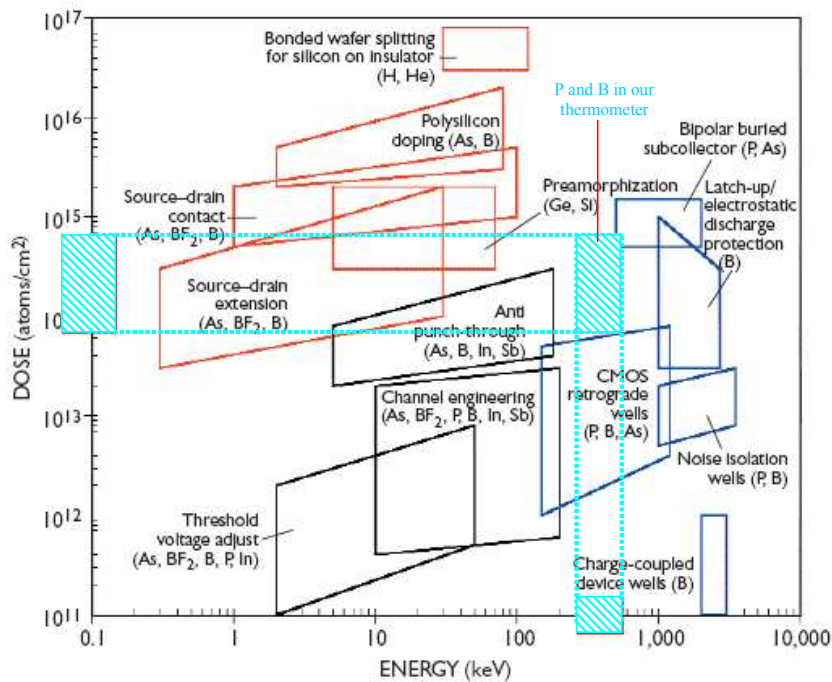 10^17
Bonded wafer splitting
for silicon on insulator
(H, He)
P and B in our
thermometer
10^16
Polysilicon
doping (As, B)
Bipolar buried
subcollector (P, As)
Source–drain
contact
(As, BF2, B)
Preamorphization
(Ge, Si)
Latch-up/
electrostatic
discharge
protection
(B)
10^15
DOSE (atoms/cm2)
Source–drain
extension
(As, BF2, B)
Anti
punch-through
(As, B, In, Sb)
10
Channel engineering
(As, BF2, P, B, In, Sb)
CMOS
retrograde
wells
(P, B, As)
10^13
Noise isolation
wells (P, B)
10^12
Threshold
voltage adjust
(As, BF2, B, P, In)
Charge-coupled
device wells (B)
10^11
0.1
1
10
100
1,000
10,000
ENERGY (keV)